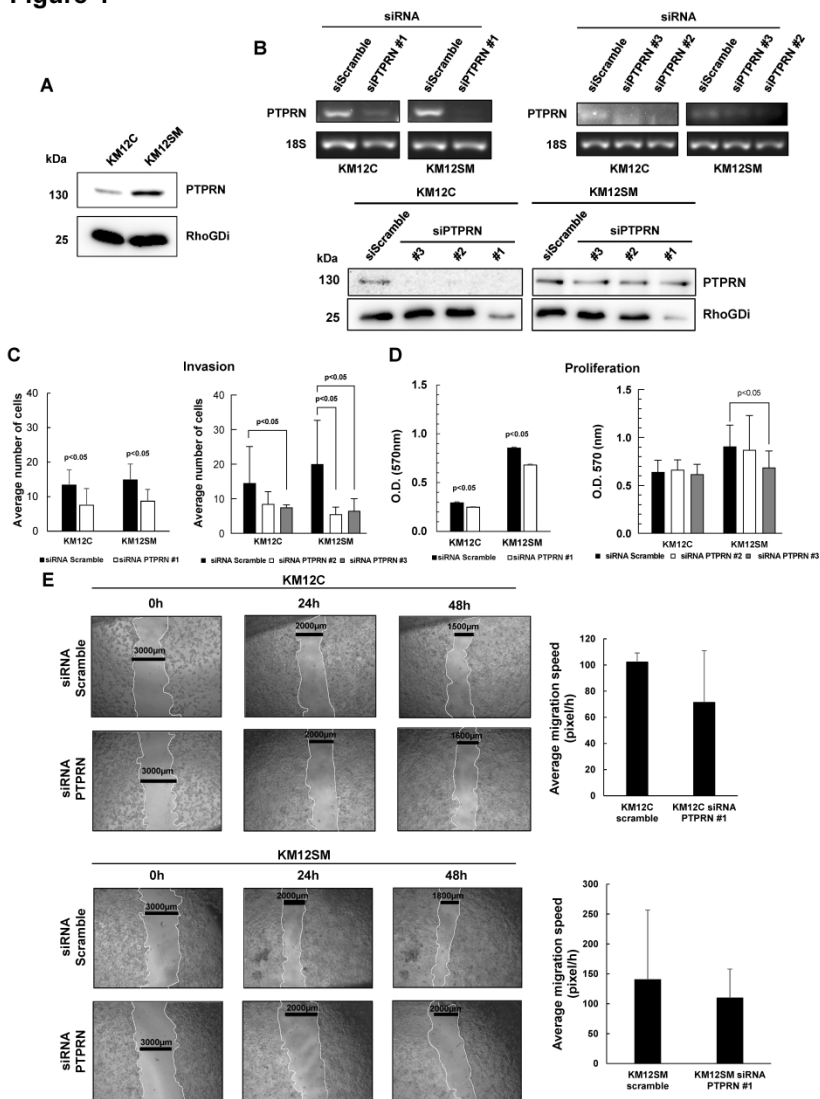 A
KM12C
KM12SM
kDa
130
PTPRN
25
RhoGDi
B
siRNA
siRNA
siScramble
siPTPRN #1
siScramble
siPTPRN #1
siScramble
siPTPRN #3
siPTPRN #2
siScramble
siPTPRN #3
siPTPRN #2
PTPRN
PTPRN
18S
18S
KM12C
KM12SM
KM12C
KM12SM
KM12C
KM12SM
siScramble
siPTPRN
siScramble
siPTPRN
kDa
#3
#2
#1
#3
#2
#1
130
PTPRN
25
RhoGDi
C
Invasion
Average number of cells
40
30
20
10
0
p<0.05
p<0.05
KM12C
KM12SM
siRNA Scramble
siRNA PTPRN #1
Average number of cells
40
30
20
10
0
p<0.05
p<0.05
p<0.05
KM12C
KM12SM
siRNA Scramble
siRNA PTPRN #2
siRNA PTPRN #3
D
Proliferation
O.D. (570nm)
1.5
1.0
0.5
0.0
p<0.05
p<0.05
KM12C
KM12SM
siRNA Scramble
siRNA PTPRN #1
O.D. 570 (nm)
1.5
1.0
0.5
0.0
p<0.05
KM12C
KM12SM
siRNA Scramble
siRNA PTPRN #2
siRNA PTPRN #3
E
KM12C
0h
24h
48h
siRNA
Scramble
3000µm
2000µm
1500µm
siRNA
PTPRN
3000µm
2000µm
1600µm
Average migration speed
(pixel/h)
120
100
80
60
40
20
0
KM12C
scramble
KM12C siRNA
PTPRN #1
KM12SM
0h
24h
48h
siRNA
Scramble
3000µm
2000µm
1800µm
siRNA
PTPRN
3000µm
2000µm
2000µm
Average migration speed
(pixel/h)
300
250
200
150
100
50
0
KM12SM
scramble
KM12SM siRNA
PTPRN #1